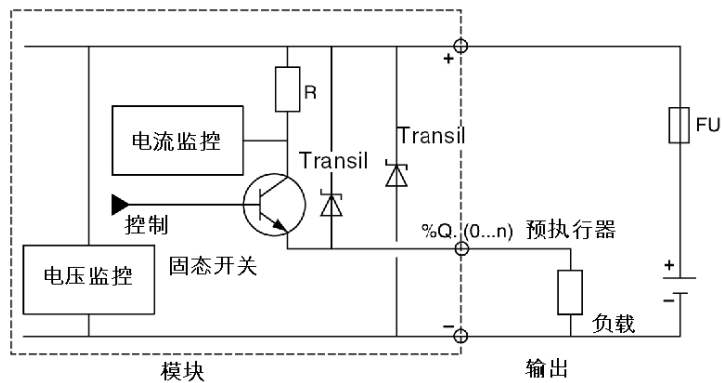 +
R
FU
电流监控
Transil
Transil
控制
%Q. (0...n)
预执行器
固态开关
电压监控
+
−
−
负载
模块
输出